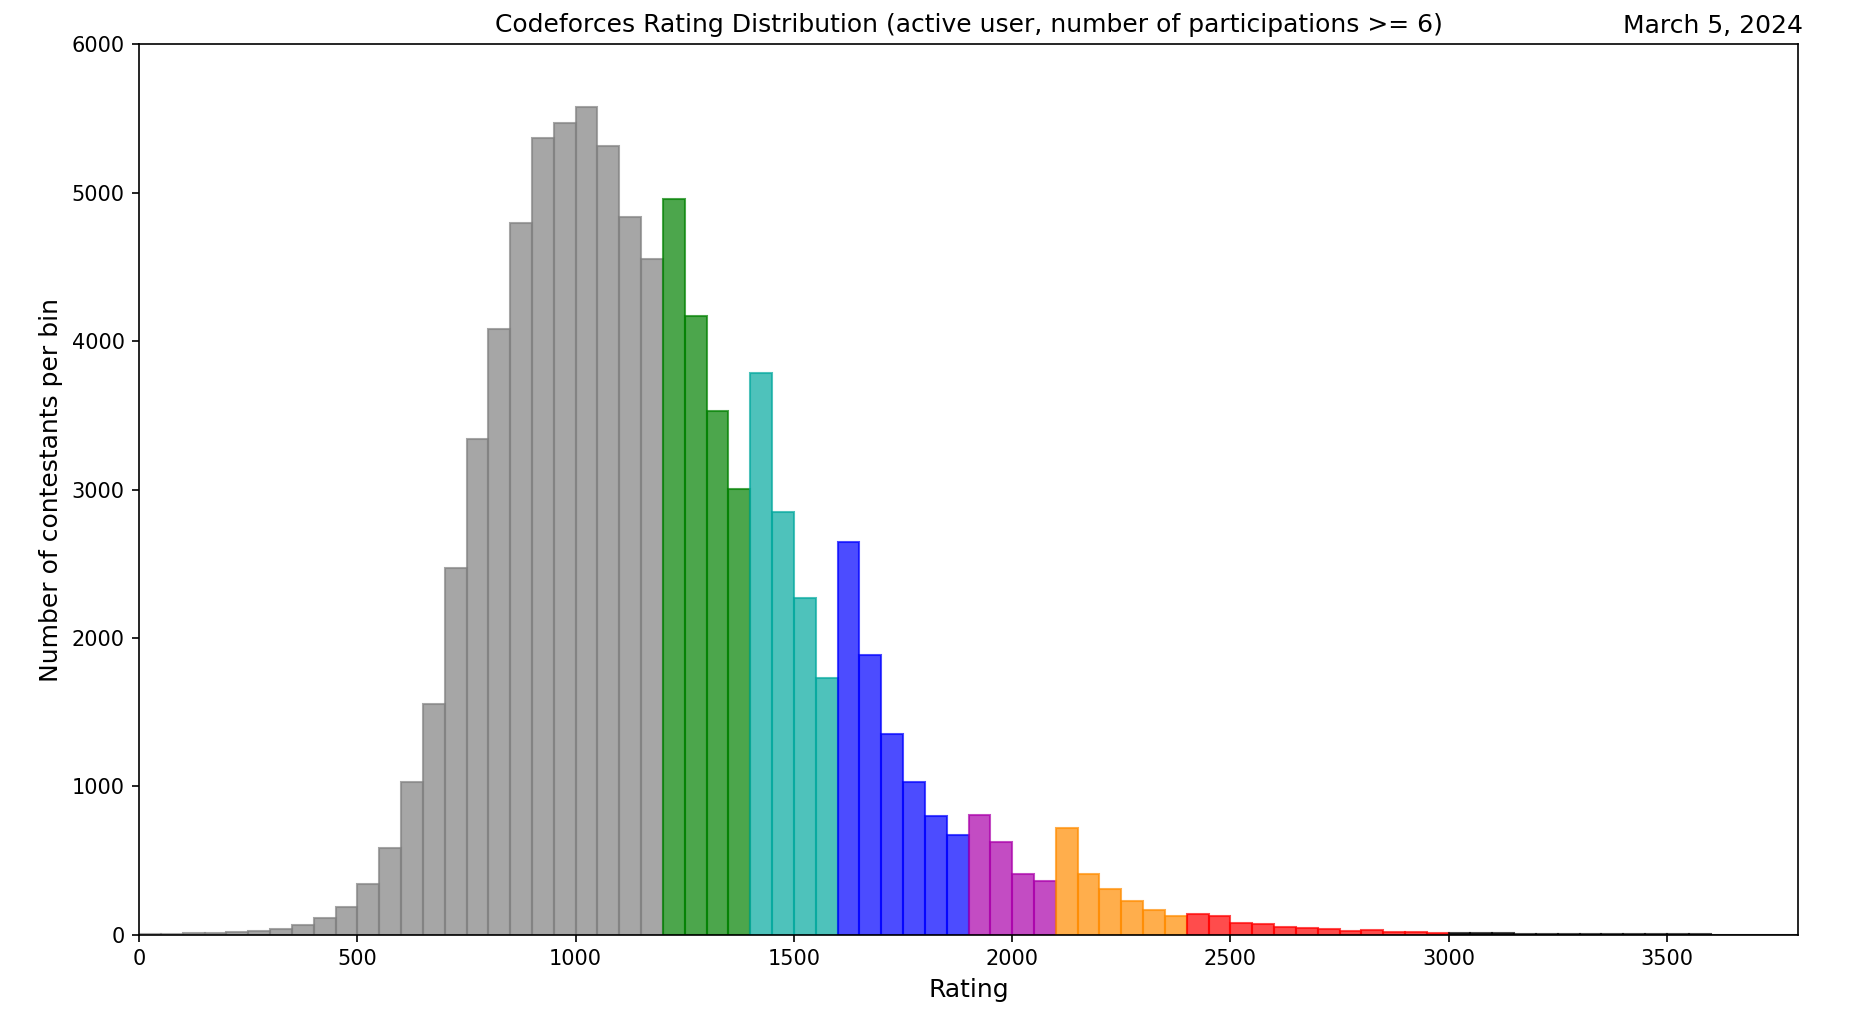 Codeforces Rating Distribution (active user, number of participations >= 6)
March 5, 2024
Number of contestants per bin
6000
5000
4000
3000
2000
1000
0
0 500 1000 1500 2000 2500 3000 3500
Rating